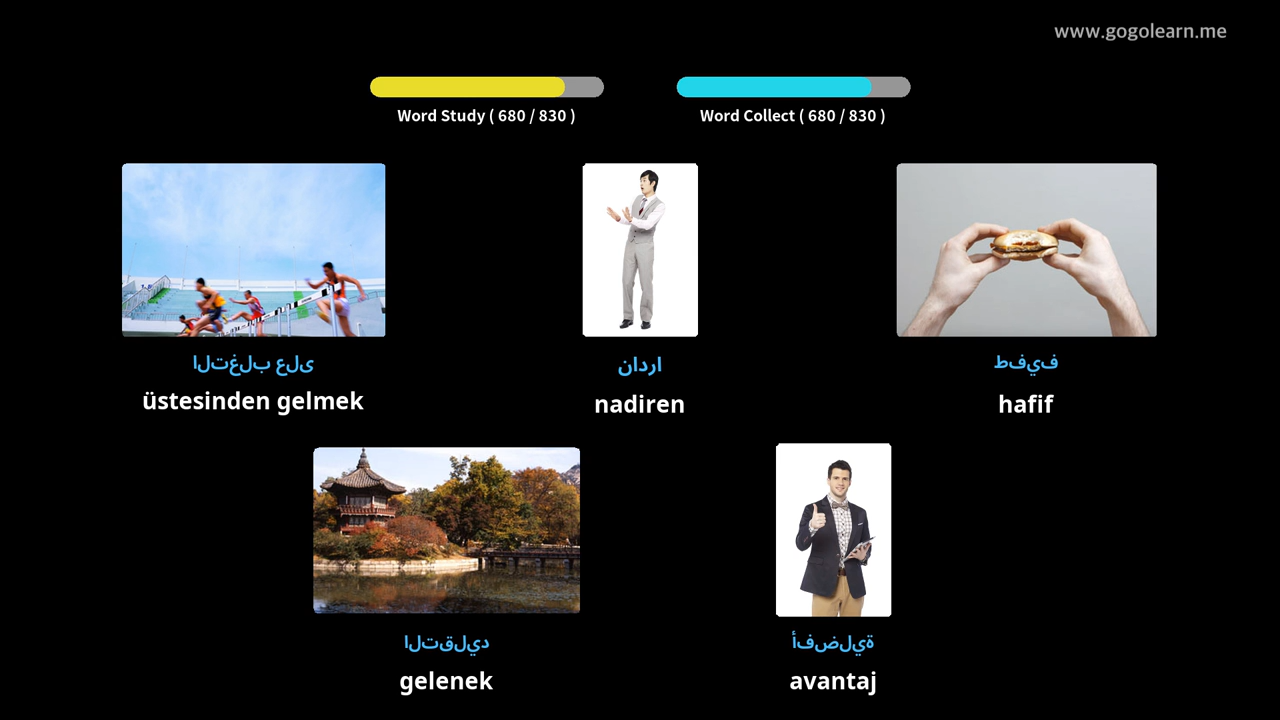 www.gogolearn.me
Word Study ( 680 / 830 )
Word Collect ( 680 / 830 )
التغلب على
نادرا
طفيف
üstesinden gelmek
nadiren
hafif
التقليد
أفضلية
gelenek
avantaj